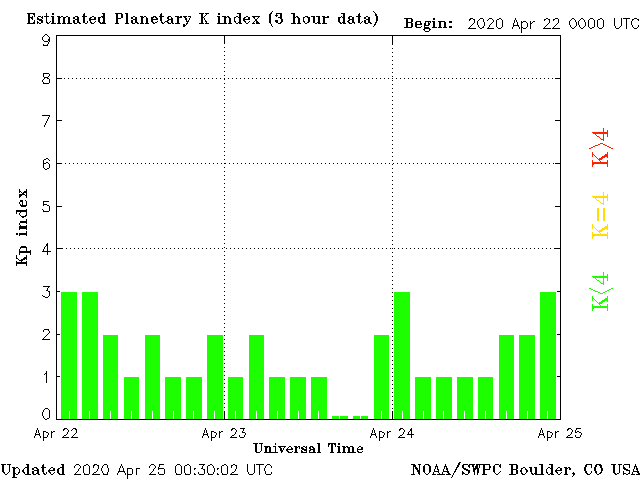 Estimated Planetary K index (3 hour data) Begin: 2020 Apr 22 0000 UTC
9
8
7
6
5
4
3
2
1
0
Kp index
K>4
K=4
K<4
Apr 22 Apr 23 Apr 24 Apr 25
Universal Time
Updated 2020 Apr 25 00:30:02 UTC NOAA/SWPC Boulder, CO USA